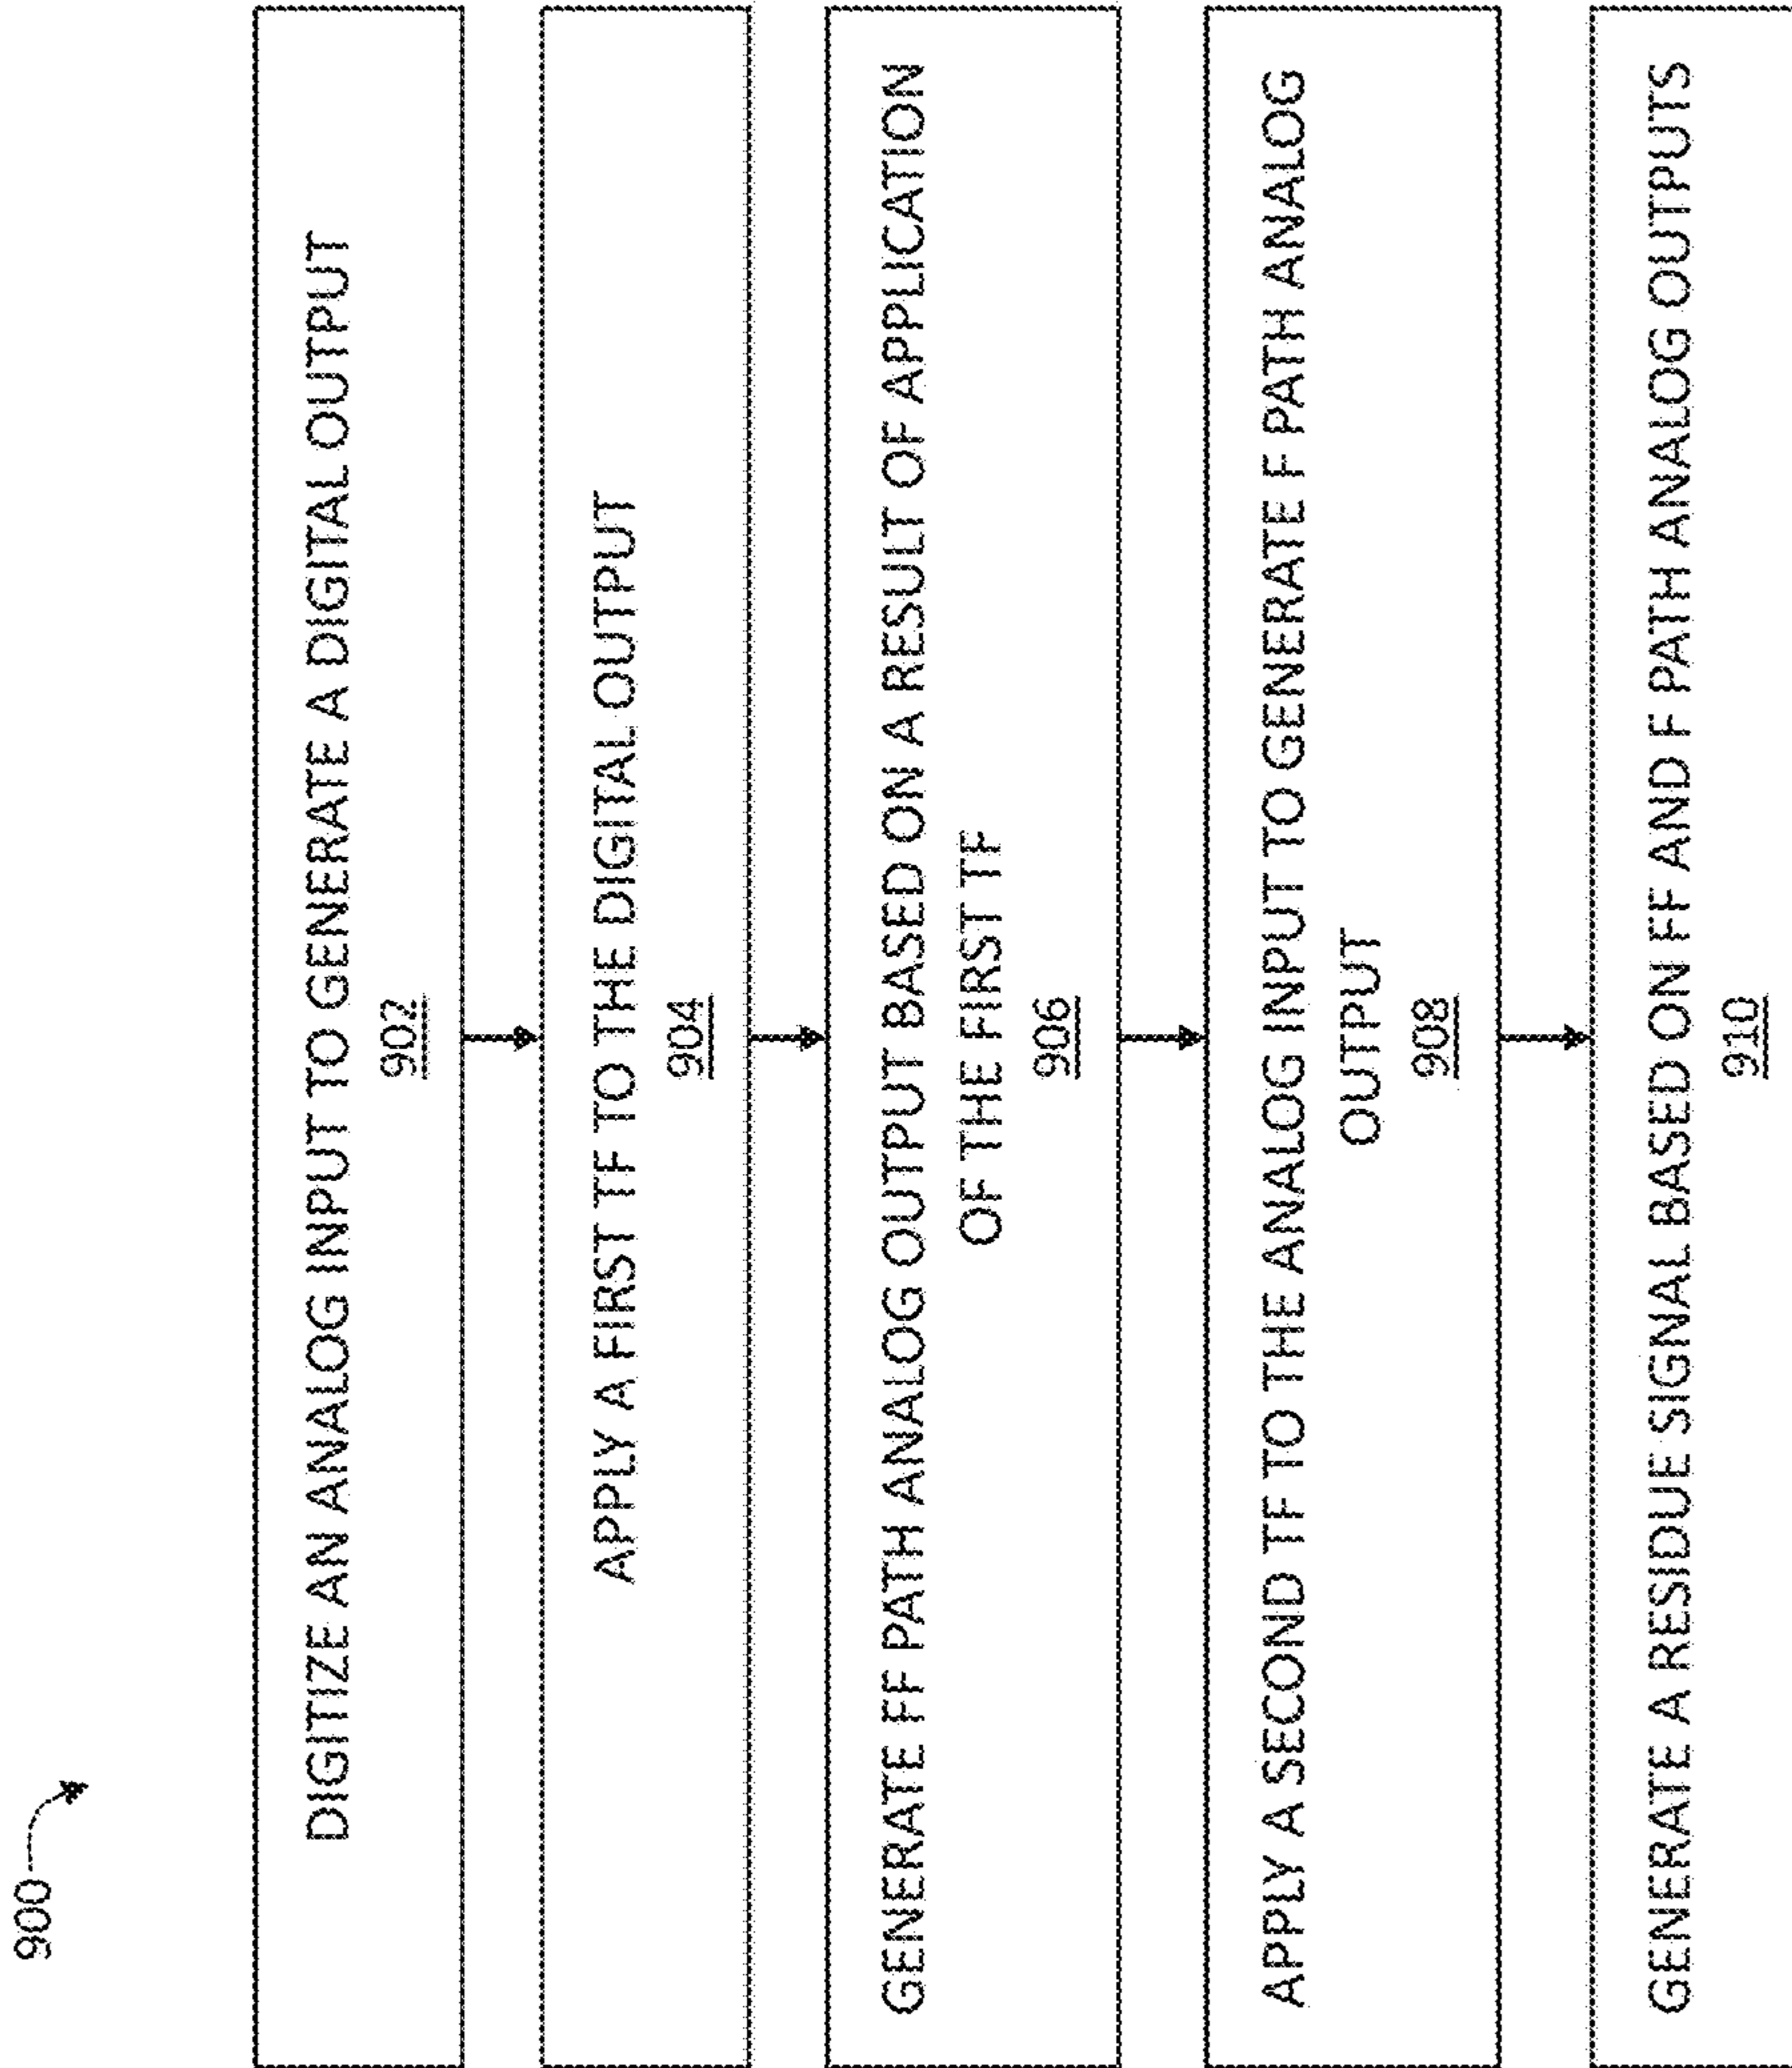 900
DIGITIZE AN ANALOG INPUT TO GENERATE A DIGITAL OUTPUT
902
APPLY A FIRST TF TO THE DIGITAL OUTPUT
904
GENERATE FF PATH ANALOG OUTPUT BASED ON A RESULT OF APPLICATION
OF THE FIRST TF
906
APPLY A SECOND TF TO THE ANALOG INPUT TO GENERATE F PATH ANALOG
OUTPUT
908
GENERATE A RESIDUE SIGNAL BASED ON FF AND F PATH ANALOG OUTPUTS
910